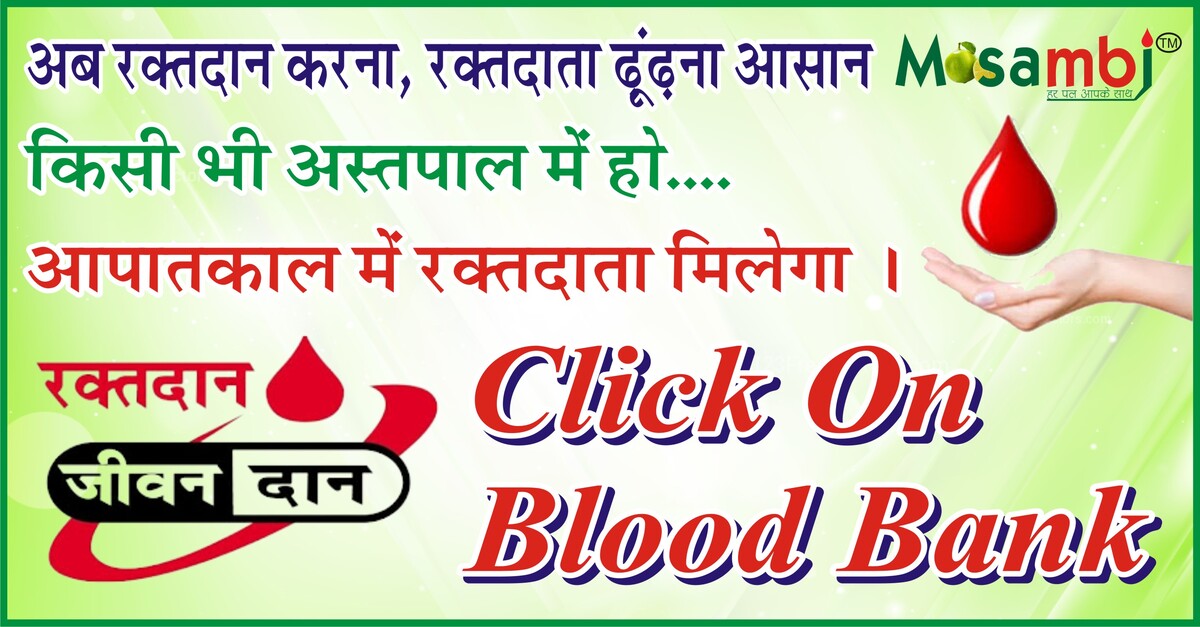 अब रक्तदान करना, रक्तदाता ढूंढ़ना आसान
Mosambi™
हर पल आपके साथ
किसी भी अस्तपाल में हो....
आपातकाल में रक्तदाता मिलेगा ।
रक्तदान
जीवन दान
Click On
Blood Bank